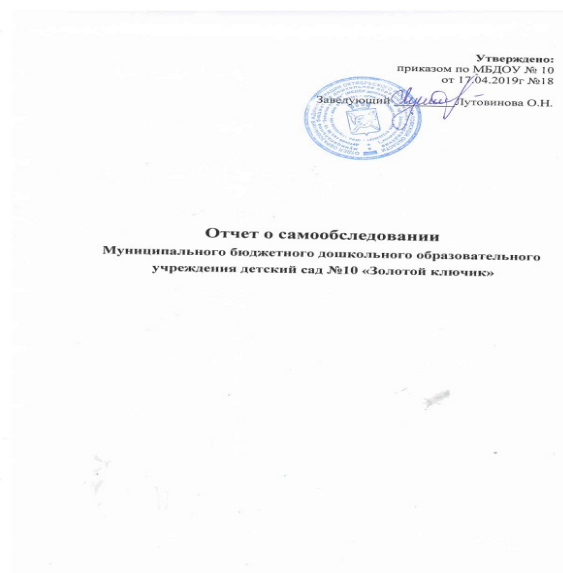 Утверждено:
приказом по МБДОУ № 10
от 17.04.2019г №18
Заведующий Лутовинова О.Н.
Отчет о самообследовании
Муниципального бюджетного дошкольного образовательного
учреждения детский сад №10 «Золотой ключик»